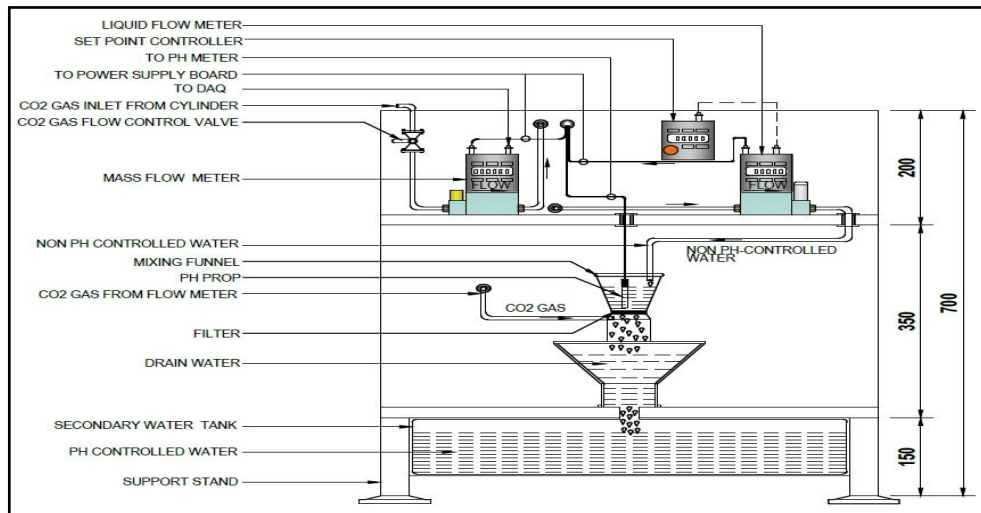 LIQUID FLOW METER
SET POINT CONTROLLER
TO PH METER
TO POWER SUPPLY BOARD
TO DAQ
CO2 GAS INLET FROM CYLINDER
CO2 GAS FLOW CONTROL VALVE
MASS FLOW METER
FLOW
FLOW
200
NON PH CONTROLLED WATER
NON PH-CONTROLLED
WATER
MIXING FUNNEL
PH PROP
CO2 GAS FROM FLOW METER
CO2 GAS
350
700
FILTER
DRAIN WATER
SECONDARY WATER TANK
PH CONTROLLED WATER
150
SUPPORT STAND